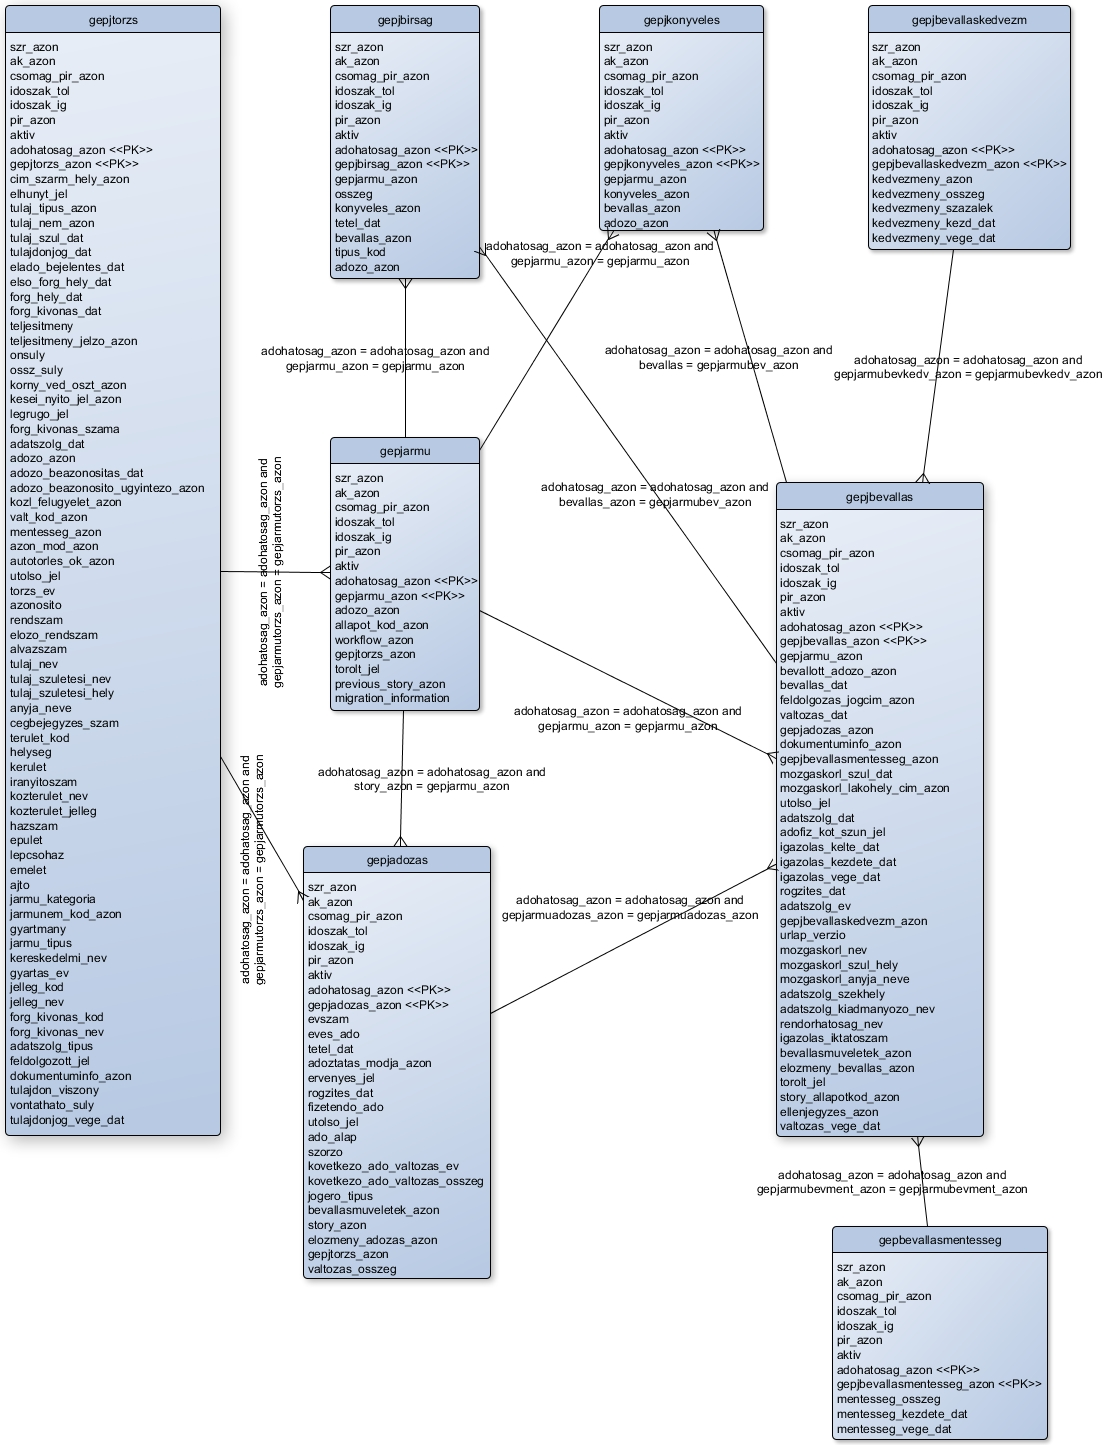 gepjtorzs
szr_azon
ak_azon
csomag_pir_azon
idoszak_tol
idoszak_ig
pir_azon
aktiv
adohatosag_azon <<PK>>
gepjtorzs_azon <<PK>>
cim_szarm_hely_azon
elhunyt_jel
tulaj_tipus_azon
tulaj_nem_azon
tulaj_szul_dat
tulajdonjog_dat
elado_bejelentes_dat
elso_forg_hely_dat
forg_hely_dat
forg_kivonas_dat
teljesitmeny
teljesitmeny_jelzo_azon
onsuly
ossz_suly
korny_ved_oszt_azon
kesei_nyito_jel_azon
legrugo_jel
forg_kivonas_szama
adatszolg_dat
adozo_azon
adozo_beazonositas_dat
adozo_beazonosito_ugyintezo_azon
kozl_felugyelet_azon
valt_kod_azon
mentesseg_azon
azon_mod_azon
autotorles_ok_azon
utolso_jel
torzs_ev
azonosito
rendszam
elozo_rendszam
alvazszam
tulaj_nev
tulaj_szuletesi_nev
tulaj_szuletesi_hely
anyja_neve
cegbejegyzes_szam
terulet_kod
helyseg
kerulet
iranyitoszam
kozterulet_nev
kozterulet_jelleg
hazszam
epulet
lepcsohaz
emelet
ajto
jarmu_kategoria
jarmunem_kod_azon
gyartmany
jarmu_tipus
kereskedelmi_nev
gyartas_ev
jelleg_kod
jelleg_nev
forg_kivonas_kod
forg_kivonas_nev
adatszolg_tipus
feldolgozott_jel
dokumentuminfo_azon
tulajdon_viszony
vontathato_suly
tulajdonjog_vege_dat
gepjbirsag
szr_azon
ak_azon
csomag_pir_azon
idoszak_tol
idoszak_ig
pir_azon
aktiv
adohatosag_azon <<PK>>
gepjbirsag_azon <<PK>>
gepjarmu_azon
osszeg
konyveles_azon
tetel_dat
bevallas_azon
tipus_kod
adozo_azon
gepjkonyveles
szr_azon
ak_azon
csomag_pir_azon
idoszak_tol
idoszak_ig
pir_azon
aktiv
adohatosag_azon <<PK>>
gepjkonyveles_azon <<PK>>
gepjarmu_azon
konyveles_azon
bevallas_azon
adozo_azon
gepjbevallaskedvezm
szr_azon
ak_azon
csomag_pir_azon
idoszak_tol
idoszak_ig
pir_azon
aktiv
adohatosag_azon <<PK>>
gepjbevallaskedvezm_azon <<PK>>
kedvezmeny_azon
kedvezmeny_osszeg
kedvezmeny_szazalek
kedvezmeny_kezd_dat
kedvezmeny_vege_dat
adohatosag_azon = adohatosag_azon and
gepjarmu_azon = gepjarmu_azon
adohatosag_azon = adohatosag_azon and
gepjarmu_azon = gepjarmu_azon
adohatosag_azon = adohatosag_azon and
bevallas = gepjarmubev_azon
adohatosag_azon = adohatosag_azon and
gepjarmubevkedv_azon = gepjarmubevkedv_azon
adohatosag_azon = adohatosag_azon and
bevallas_azon = gepjarmubev_azon
adohatosag_azon = adohatosag_azon and
gepjarmutorzs_azon = gepjarmutorzs_azon
gepjarmu
szr_azon
ak_azon
csomag_pir_azon
idoszak_tol
idoszak_ig
pir_azon
aktiv
adohatosag_azon <<PK>>
gepjarmu_azon <<PK>>
adozo_azon
allapot_kod_azon
workflow_azon
gepjtorzs_azon
torolt_jel
previous_story_azon
migration_information
adohatosag_azon = adohatosag_azon and
gepjarmu_azon = gepjarmu_azon
adohatosag_azon = adohatosag_azon and
story_azon = gepjarmu_azon
adohatosag_azon = adohatosag_azon and
gepjarmutorzs_azon = gepjarmutorzs_azon
gepjadozas
szr_azon
ak_azon
csomag_pir_azon
idoszak_tol
idoszak_ig
pir_azon
aktiv
adohatosag_azon <<PK>>
gepjadozas_azon <<PK>>
evszam
eves_ado
tetel_dat
adoztatas_modja_azon
ervenyes_jel
rogzites_dat
fizetendo_ado
utolso_jel
ado_alap
szorzo
kovetkezo_ado_valtozas_ev
kovetkezo_ado_valtozas_osszeg
jogero_tipus
bevallasmuveletek_azon
story_azon
elozmeny_adozas_azon
gepjtorzs_azon
valtozas_osszeg
adohatosag_azon = adohatosag_azon and
gepjarmuadozas_azon = gepjarmuadozas_azon
gepjbevallas
szr_azon
ak_azon
csomag_pir_azon
idoszak_tol
idoszak_ig
pir_azon
aktiv
adohatosag_azon <<PK>>
gepjbevallas_azon <<PK>>
gepjarmu_azon
bevallott_adozo_azon
bevallas_dat
feldolgozas_jogcim_azon
valtozas_dat
gepjadozas_azon
dokumentuminfo_azon
gepjbevallasmentesseg_azon
mozgaskorl_szul_dat
mozgaskorl_lakohely_cim_azon
utolso_jel
adatszolg_dat
adofiz_kot_szun_jel
igazolas_kelte_dat
igazolas_kezdete_dat
igazolas_vege_dat
rogzites_dat
adatszolg_ev
gepjbevallaskedvezm_azon
urlap_verzio
mozgaskorl_nev
mozgaskorl_szul_hely
mozgaskorl_anyja_neve
adatszolg_szekhely
adatszolg_kiadmanyozo_nev
rendorhatosag_nev
igazolas_iktatoszam
bevallasmuveletek_azon
elozmeny_bevallas_azon
torolt_jel
story_allapotkod_azon
ellenjegyzes_azon
valtozas_vege_dat
adohatosag_azon = adohatosag_azon and
gepjarmubevment_azon = gepjarmubevment_azon
gepbevallasmentesseg
szr_azon
ak_azon
csomag_pir_azon
idoszak_tol
idoszak_ig
pir_azon
aktiv
adohatosag_azon <<PK>>
gepjbevallasmentesseg_azon <<PK>>
mentesseg_osszeg
mentesseg_kezdete_dat
mentesseg_vege_dat